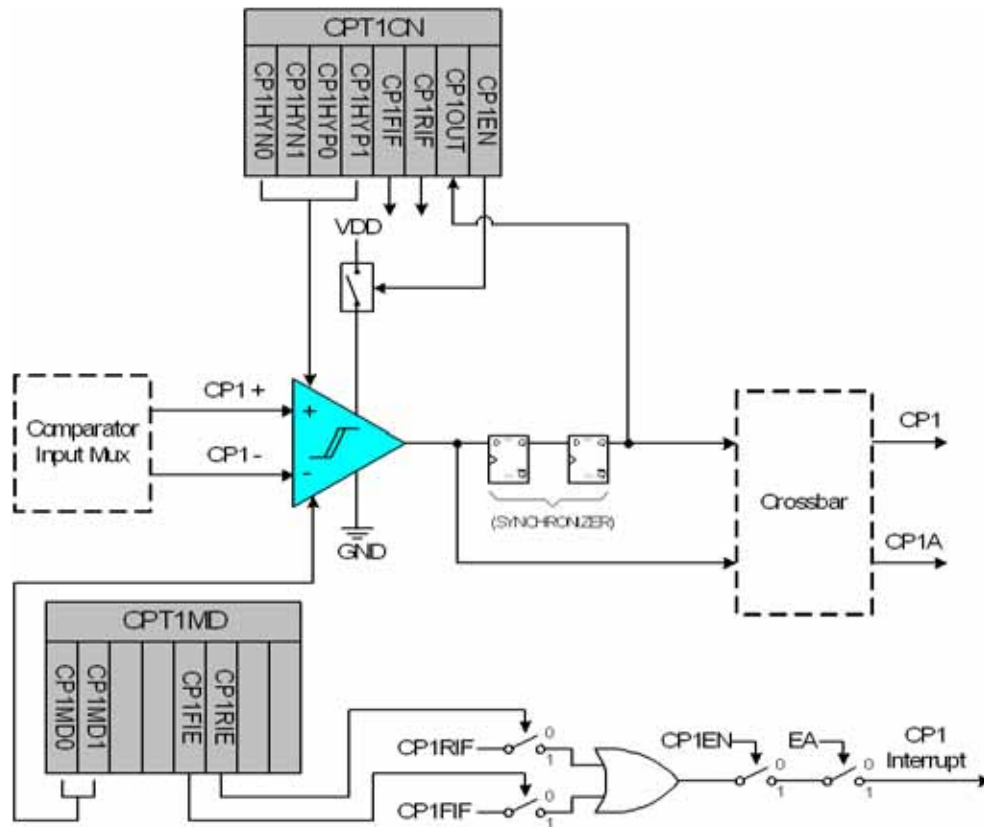 CPT1CN
CP1HYN0
CP1HYN1
CP1HYP0
CP1HYP1
CP1FIF
CP1RIF
CP1OUT
CP1EN
VDD
Comparator
Input Mux
CP1 +
CP1 -
+
-
GND
(SYNCHRONIZER)
Crossbar
CP1
CP1A
CPT1MD
CP1MD0
CP1MD1
CP1FIE
CP1RIE
CP1RIF
0
1
CP1FIF
0
1
CP1EN
0
1
EA
0
1
CP1
Interrupt